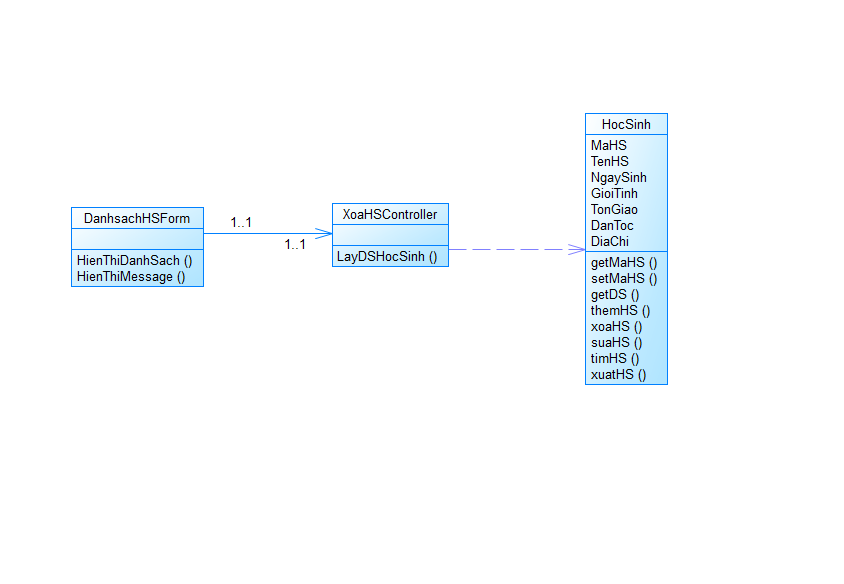 DanhsachHSForm
HienThiDanhSach ()
HienThiMessage ()
1..1
1..1
XoaHSController
LayDSHocSinh ()
HocSinh
MaHS
TenHS
NgaySinh
GioiTinh
TonGiao
DanToc
DiaChi
getMaHS ()
setMaHS ()
getDS ()
themHS ()
xoaHS ()
suaHS ()
timHS ()
xuatHS ()